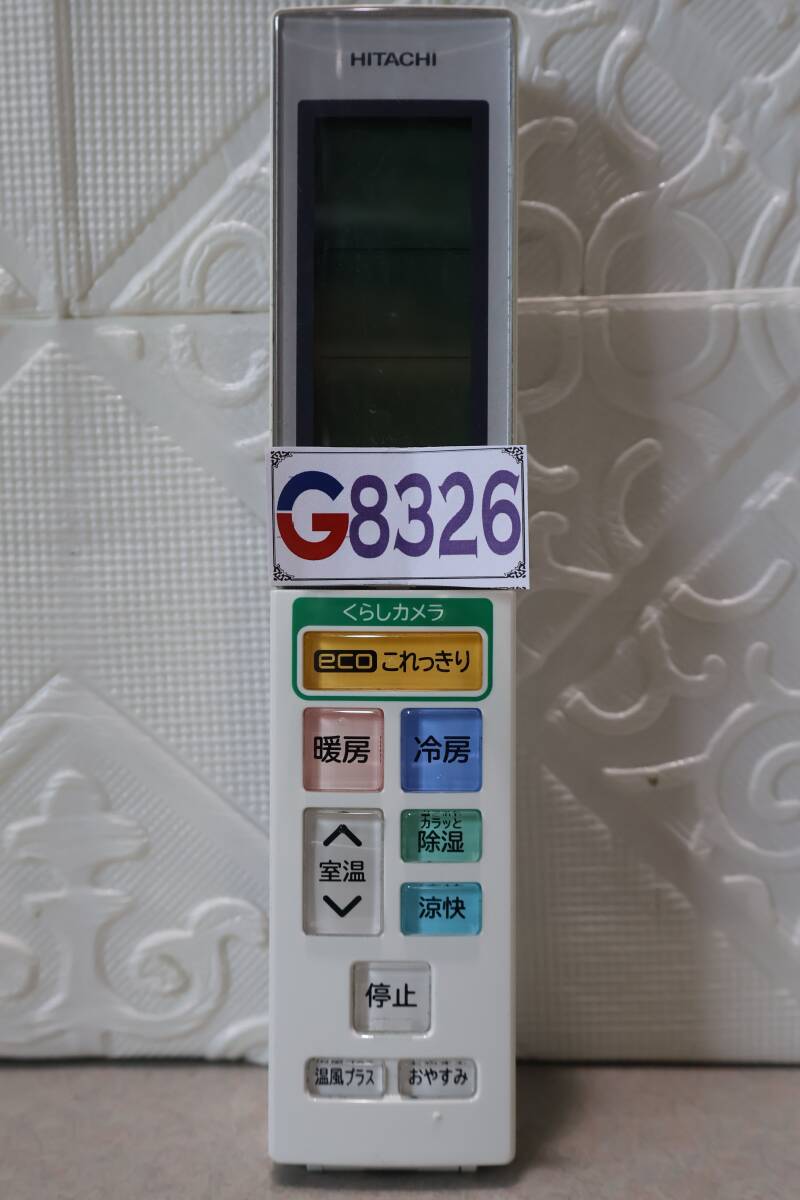 HITACHI
G8326
くらしカメラ
eco これっきり
暖房
冷房
室温
カラッと
除湿
涼快
停止
温風プラス
おやすみ